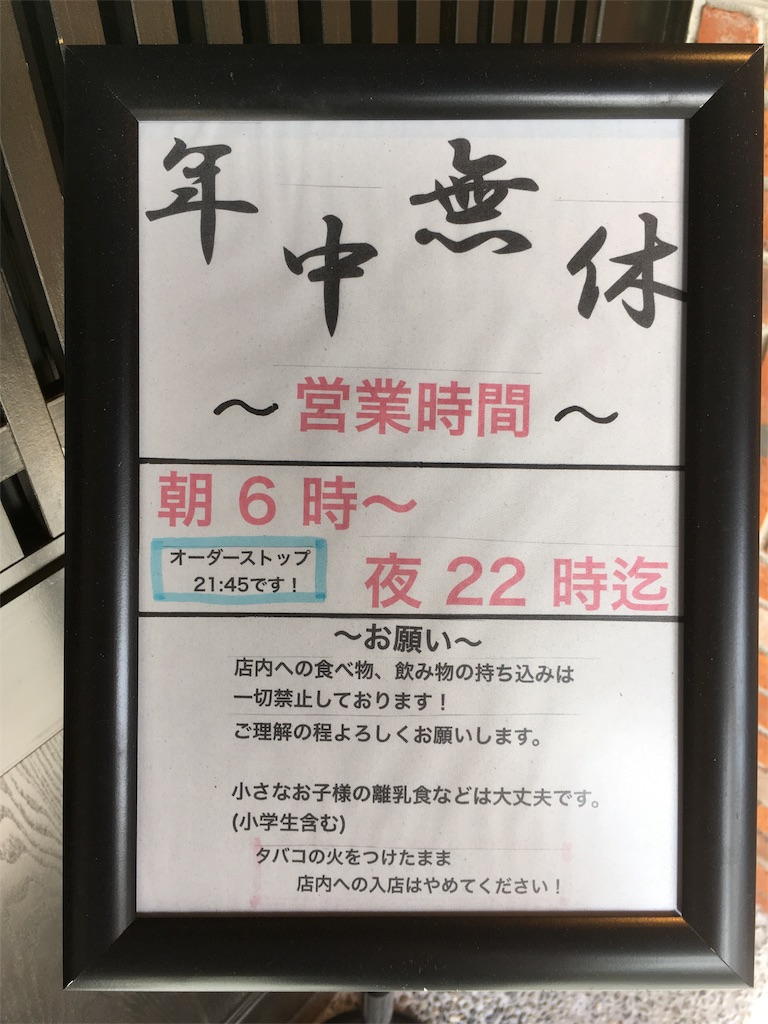 年中無休
～営業時間～
朝 6 時～
オーダーストップ
21:45です！
夜 22 時迄
～お願い～
店内への食べ物、飲み物の持ち込みは
一切禁止しております！
ご理解の程よろしくお願いします。
小さなお子様の離乳食などは大丈夫です。
(小学生含む)
タバコの火をつけたまま
店内への入店はやめてください！